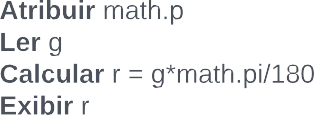 Atribuir math.p
Ler g
Calcular r = g*math.pi/180
Exibir r